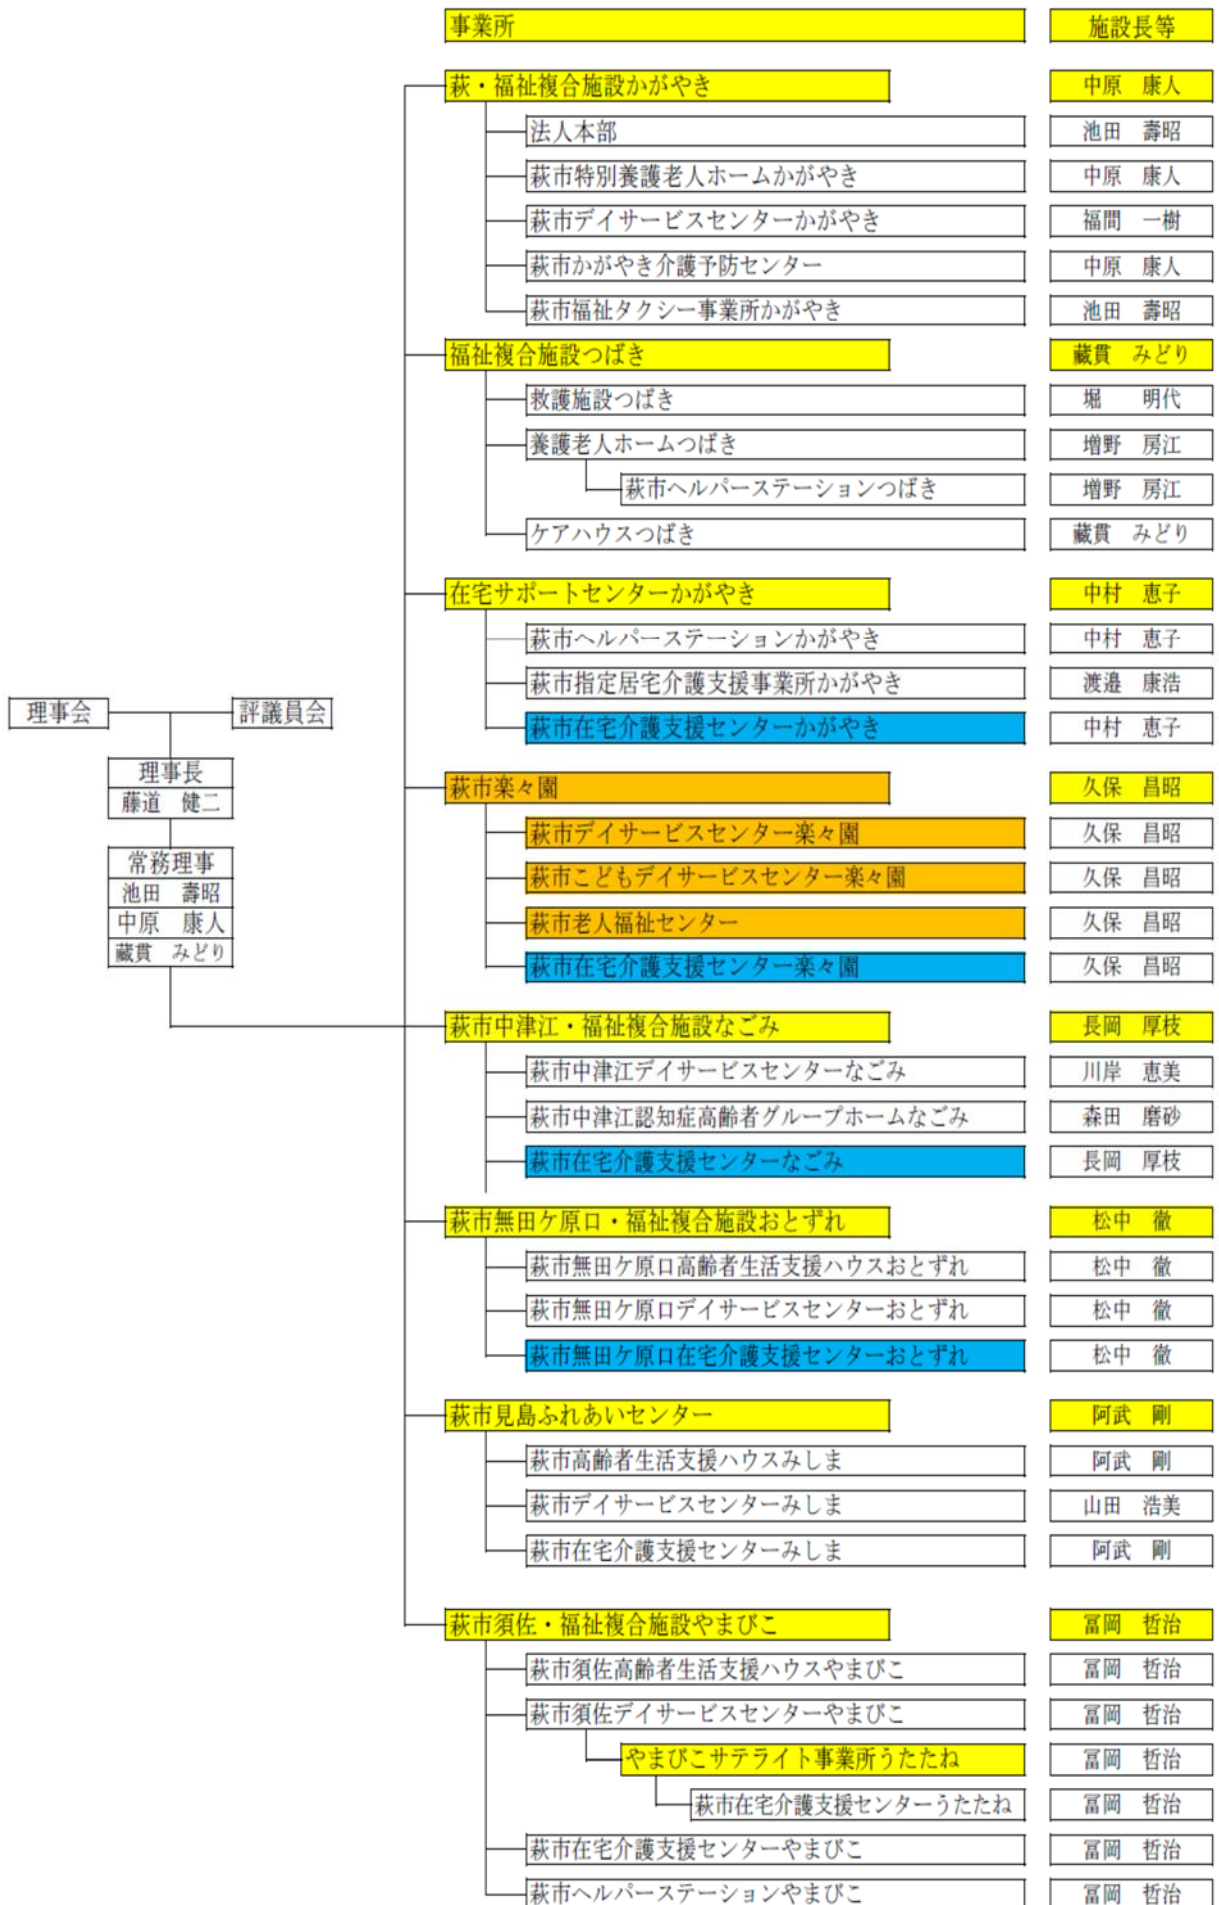 事業所 施設長等
萩・福祉複合施設かがやき 中原 康人
法人本部 池田 壽昭
萩市特別養護老人ホームかがやき 中原 康人
萩市デイサービスセンターかがやき 福間 一樹
萩市かがやき介護予防センター 中原 康人
萩市福祉タクシー事業所かがやき 池田 壽昭
福祉複合施設つばき 藏貫 みどり
救護施設つばき 堀 明代
養護老人ホームつばき 増野 房江
萩市ヘルパーステーションつばき 増野 房江
ケアハウスつばき 藏貫 みどり
在宅サポートセンターかがやき 中村 恵子
萩市ヘルパーステーションかがやき 中村 恵子
萩市指定居宅介護支援事業所かがやき 渡邉 康浩
萩市在宅介護支援センターかがやき 中村 恵子
理事会 評議員会
理事長
藤道 健二
常務理事
池田 壽昭
中原 康人
藏貫 みどり
萩市楽々園 久保 昌昭
萩市デイサービスセンター楽々園 久保 昌昭
萩市こどもデイサービスセンター楽々園 久保 昌昭
萩市老人福祉センター 久保 昌昭
萩市在宅介護支援センター楽々園 久保 昌昭
萩市中津江・福祉複合施設なごみ 長岡 厚枝
萩市中津江デイサービスセンターなごみ 川岸 恵美
萩市中津江認知症高齢者グループホームなごみ 森田 磨砂
萩市在宅介護支援センターなごみ 長岡 厚枝
萩市無田ケ原口・福祉複合施設おとずれ 松中 徹
萩市無田ケ原口高齢者生活支援ハウスおとずれ 松中 徹
萩市無田ケ原口デイサービスセンターおとずれ 松中 徹
萩市無田ケ原口在宅介護支援センターおとずれ 松中 徹
萩市見島ふれあいセンター 阿武 剛
萩市高齢者生活支援ハウスみしま 阿武 剛
萩市デイサービスセンターみしま 山田 浩美
萩市在宅介護支援センターみしま 阿武 剛
萩市須佐・福祉複合施設やまびこ 冨岡 哲治
萩市須佐高齢者生活支援ハウスやまびこ 冨岡 哲治
萩市須佐デイサービスセンターやまびこ 冨岡 哲治
やまびこサテライト事業所うたたね 冨岡 哲治
萩市在宅介護支援センターうたたね 冨岡 哲治
萩市在宅介護支援センターやまびこ 冨岡 哲治
萩市ヘルパーステーションやまびこ 冨岡 哲治